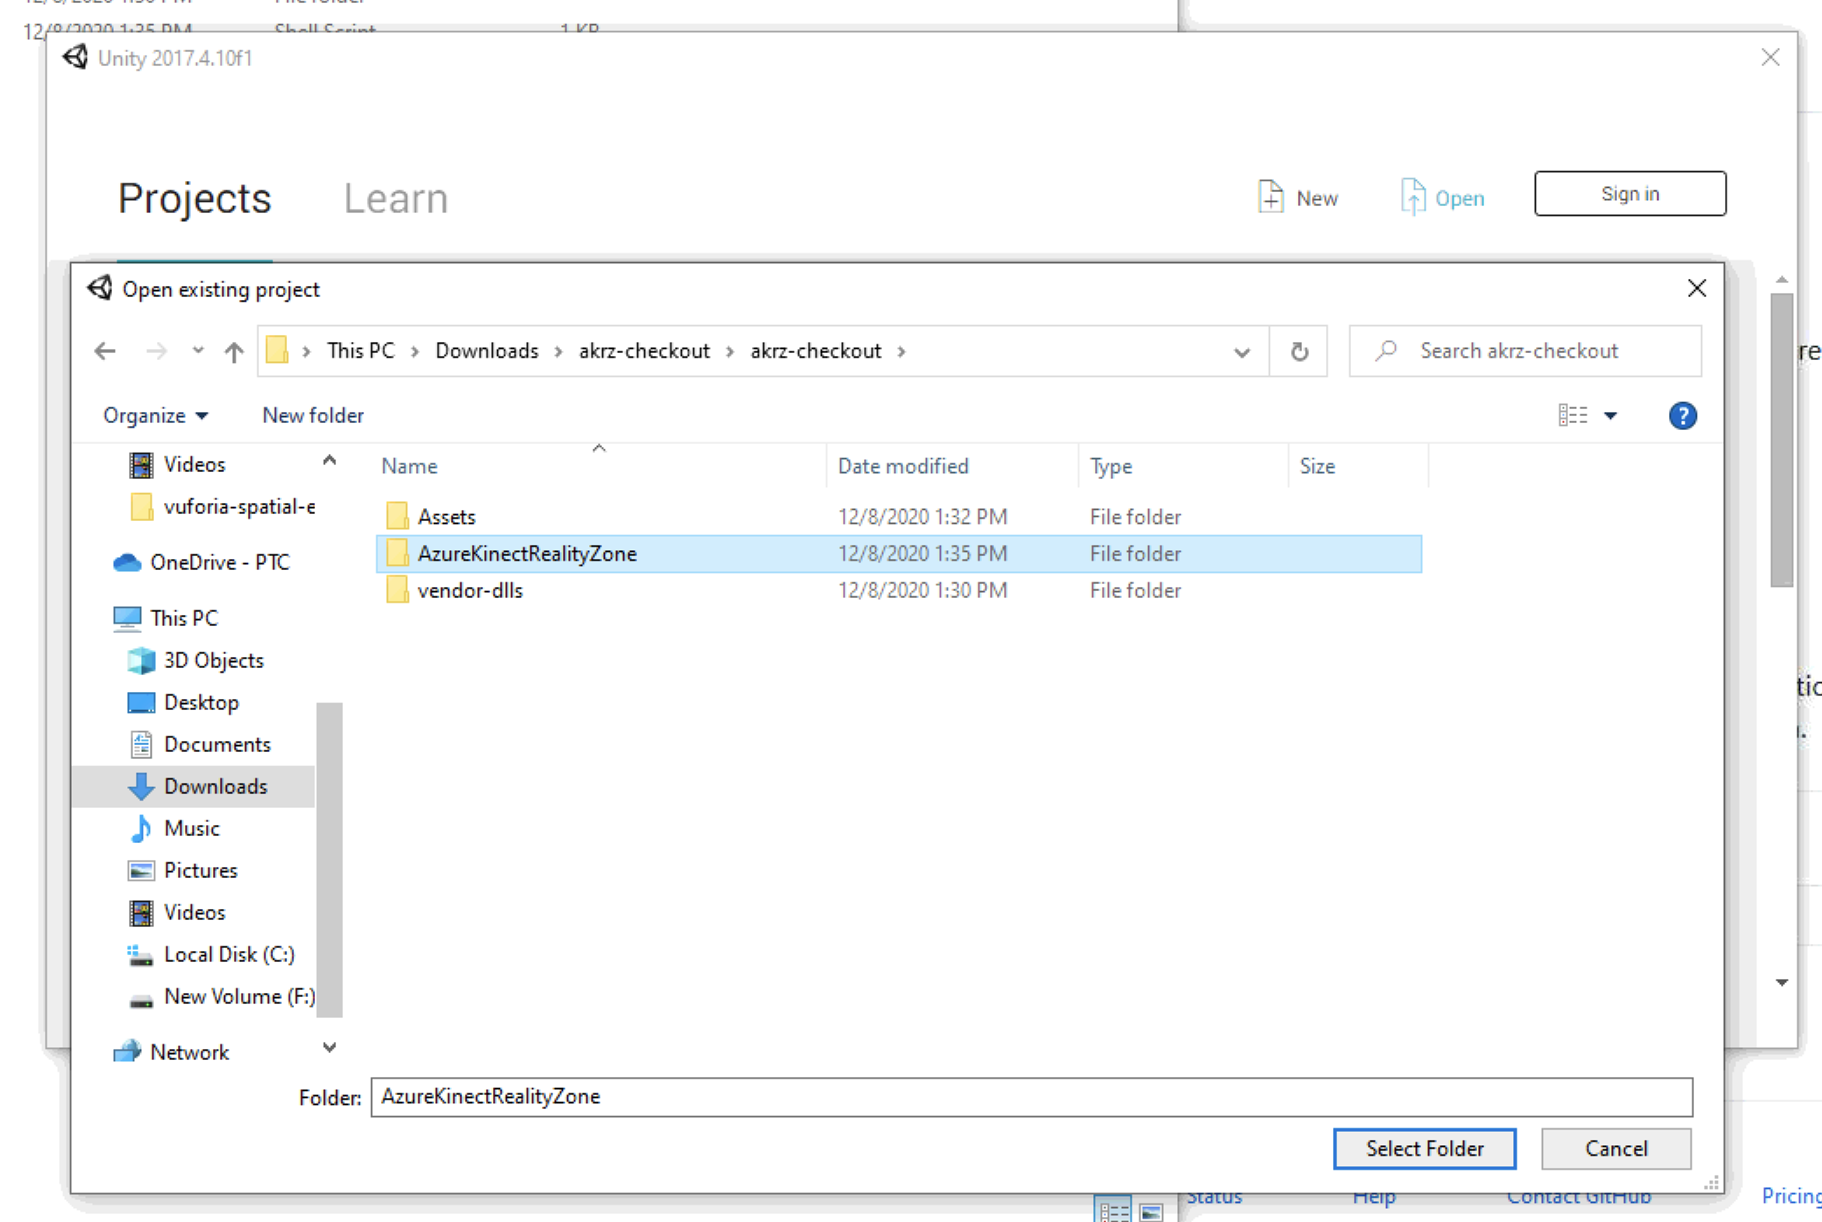 12/8/2020 1:35 PM Shell Script 1 KB
Unity 2017.4.10f1
Projects Learn New Open Sign in
Open existing project
This PC › Downloads › akrz-checkout › akrz-checkout › Search akrz-checkout
Organize New folder
Name Date modified Type Size
Videos
vuforia-spatial-e
OneDrive - PTC
This PC
3D Objects
Desktop
Documents
Downloads
Music
Pictures
Videos
Local Disk (C:)
New Volume (F:)
Network
Assets 12/8/2020 1:32 PM File folder
AzureKinectRealityZone 12/8/2020 1:35 PM File folder
vendor-dlls 12/8/2020 1:30 PM File folder
Folder: AzureKinectRealityZone
Select Folder Cancel
Status Help Contact GitHub Pricing